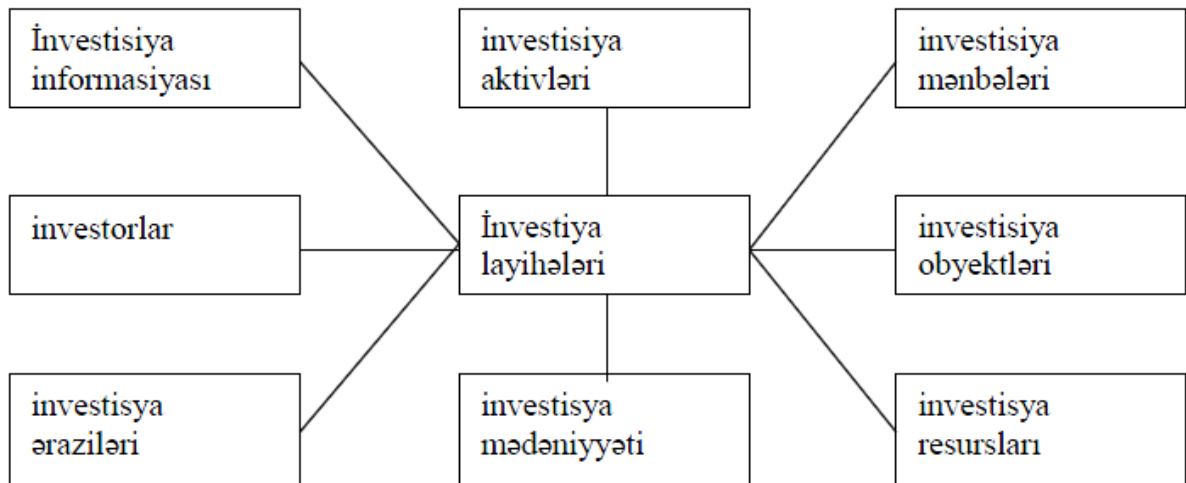 İnvestisiya
informasiyası
investisiya
aktivləri
investisiya
mənbələri
investorlar
İnvestiya
layihələri
investisiya
obyektləri
investisya
əraziləri
investisya
mədəniyyəti
investisya
resursları